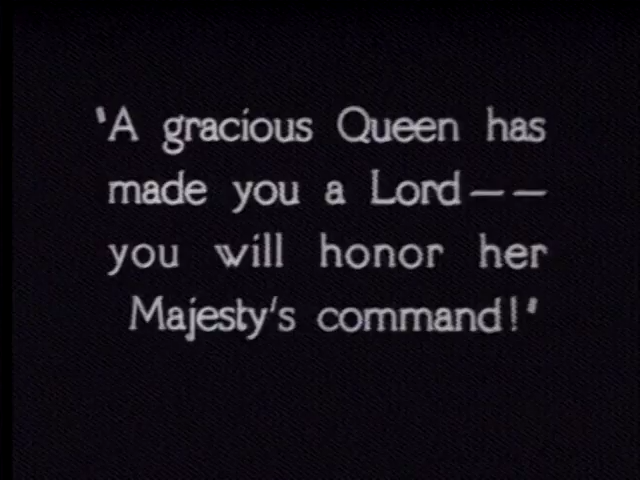 'A gracious Queen has
made you a Lord——
you will honor her
Majesty's command!'